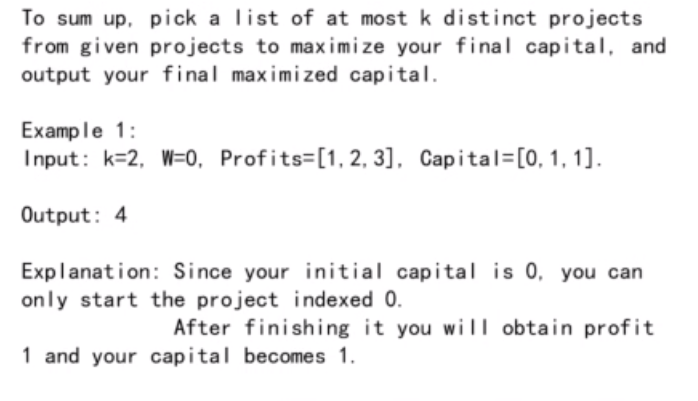 To sum up, pick a list of at most k distinct projects
from given projects to maximize your final capital, and
output your final maximized capital.
Example 1:
Input: k=2, W=0, Profits=[1,2,3], Capital=[0,1,1].
Output: 4
Explanation: Since your initial capital is 0, you can
only start the project indexed 0.
After finishing it you will obtain profit
1 and your capital becomes 1.